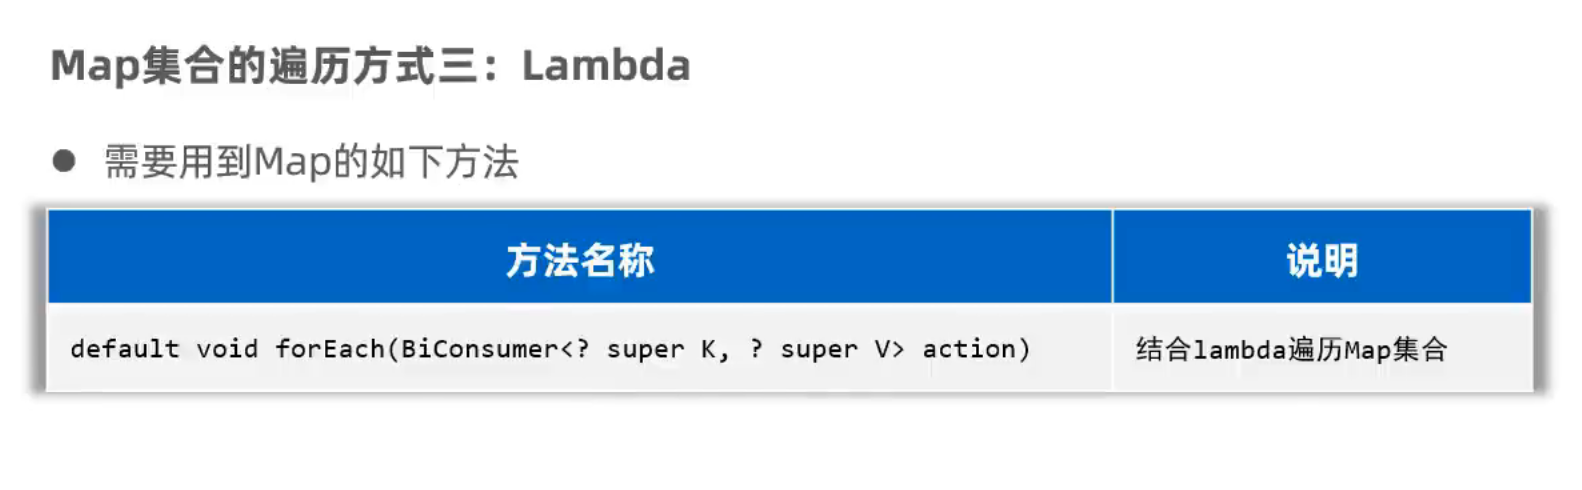 Map集合的遍历方式三：Lambda
● 需要用到Map的如下方法
方法名称 说明
default void forEach(BiConsumer<? super K, ? super V> action) 结合lambda遍历Map集合